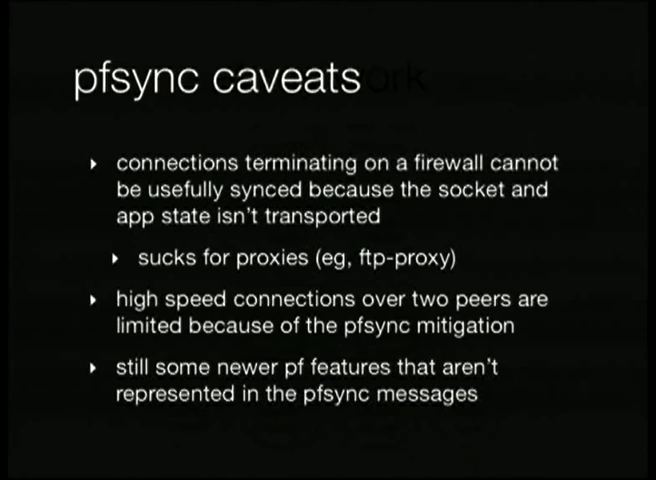 pfsync caveats
connections terminating on a firewall cannot
be usefully synced because the socket and
app state isn't transported
sucks for proxies (eg, ftp-proxy)
high speed connections over two peers are
limited because of the pfsync mitigation
still some newer pf features that aren't
represented in the pfsync messages